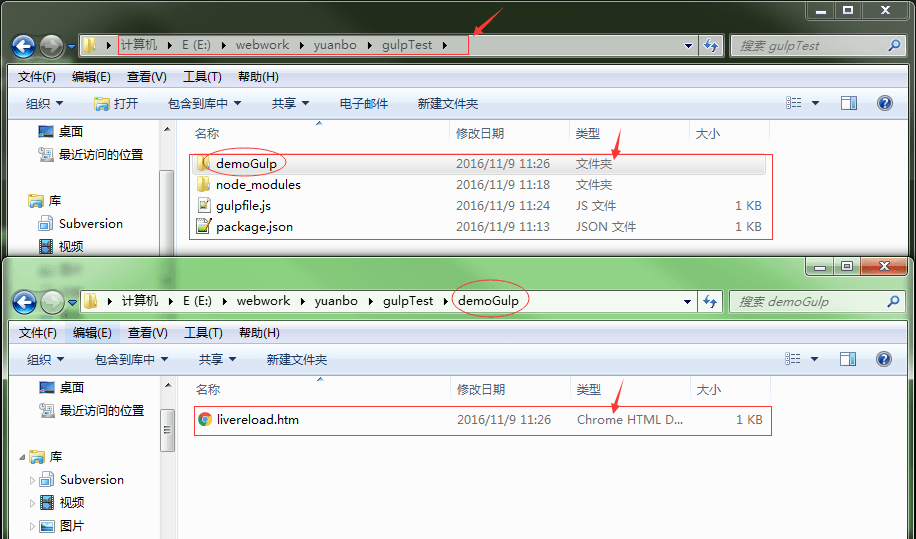 计算机 E (E:) webwork yuanbo gulpTest
搜索 gulpTest
文件(F) 编辑(E) 查看(V) 工具(T) 帮助(H)
组织 打开 包含到库中 共享 电子邮件 新建文件夹
桌面
最近访问的位置
库
Subversion
视频
名称 修改日期 类型 大小
demoGulp 2016/11/9 11:26 文件夹
node_modules 2016/11/9 11:18 文件夹
gulpfile.js 2016/11/9 11:24 JS 文件 1 KB
package.json 2016/11/9 11:13 JSON 文件 1 KB
计算机 E (E:) webwork yuanbo gulpTest demoGulp
搜索 demoGulp
文件(F) 编辑(E) 查看(V) 工具(T) 帮助(H)
组织 包含到库中 共享 新建文件夹
桌面
最近访问的位置
库
Subversion
视频
图片
名称 修改日期 类型 大小
livereload.htm 2016/11/9 11:26 Chrome HTML D... 1 KB